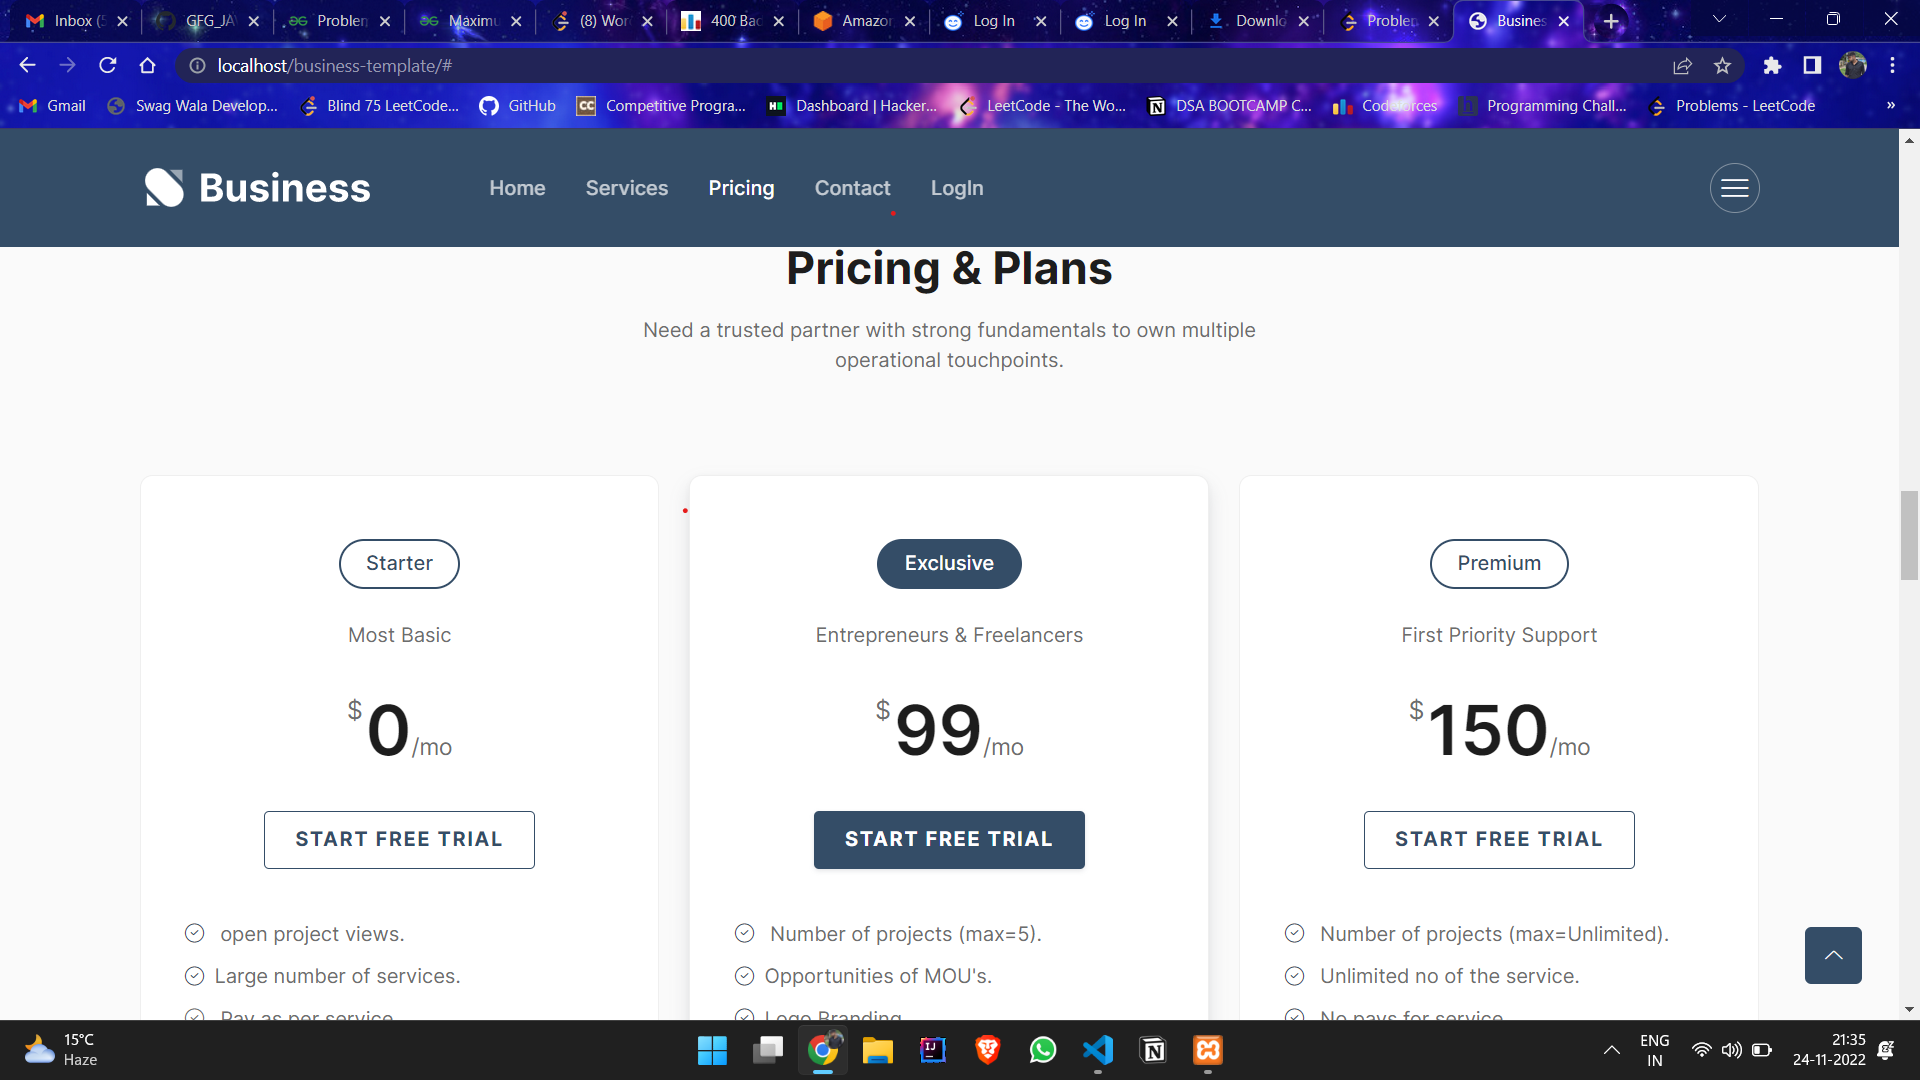 Inbox (5
GFG_JAV
Problem
Maximu
(8) Wor
400 Bac
Amazon
Log In
Log In
Downlo
Problem
Busines
localhost/business-template/#
Gmail
Swag Wala Develop...
Blind 75 LeetCode...
GitHub
Competitive Progra...
Dashboard | Hacker...
LeetCode - The Wo...
DSA BOOTCAMP C...
Codeforces
Programming Chall...
Problems - LeetCode
»
Business
Home
Services
Pricing
Contact
LogIn
Pricing & Plans
Need a trusted partner with strong fundamentals to own multiple
operational touchpoints.
Starter
Most Basic
$0/mo
START FREE TRIAL
open project views.
Large number of services.
Pay as per service
Exclusive
Entrepreneurs & Freelancers
$99/mo
START FREE TRIAL
Number of projects (max=5).
Opportunities of MOU's.
Logo Branding
Premium
First Priority Support
$150/mo
START FREE TRIAL
Number of projects (max=Unlimited).
Unlimited no of the service.
No pays for service
15°C
Haze
ENG
IN
21:35
24-11-2022